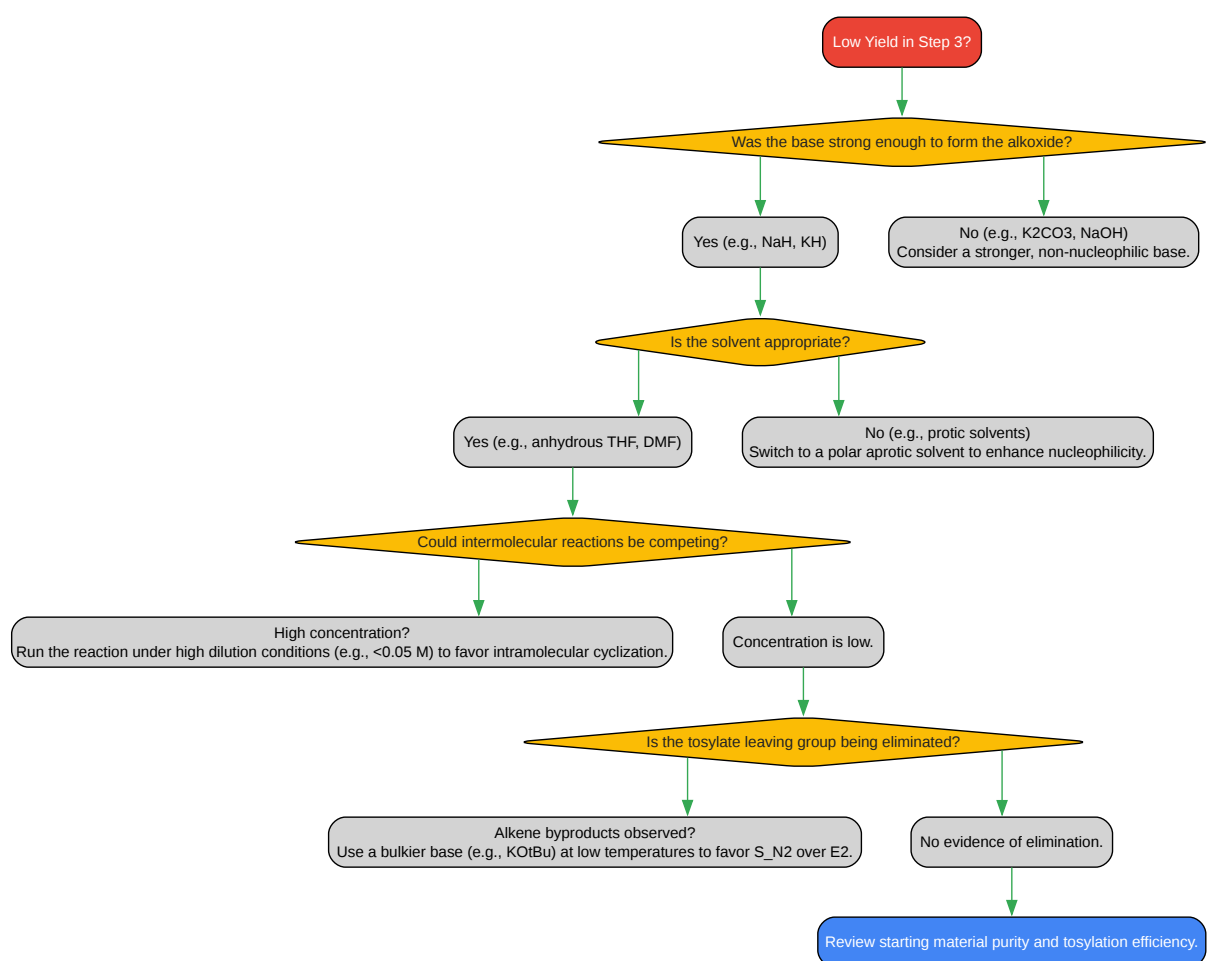 Low Yield in Step 3?
Was the base strong enough to form the alkoxide?
Yes (e.g., NaH, KH)
No (e.g., K2CO3, NaOH)
Consider a stronger, non-nucleophilic base.
Is the solvent appropriate?
Yes (e.g., anhydrous THF, DMF)
No (e.g., protic solvents)
Switch to a polar aprotic solvent to enhance nucleophilicity.
Could intermolecular reactions be competing?
High concentration?
Run the reaction under high dilution conditions (e.g., <0.05 M) to favor intramolecular cyclization.
Concentration is low.
Is the tosylate leaving group being eliminated?
Alkene byproducts observed?
Use a bulkier base (e.g., KOtBu) at low temperatures to favor S_N2 over E2.
No evidence of elimination.
Review starting material purity and tosylation efficiency.